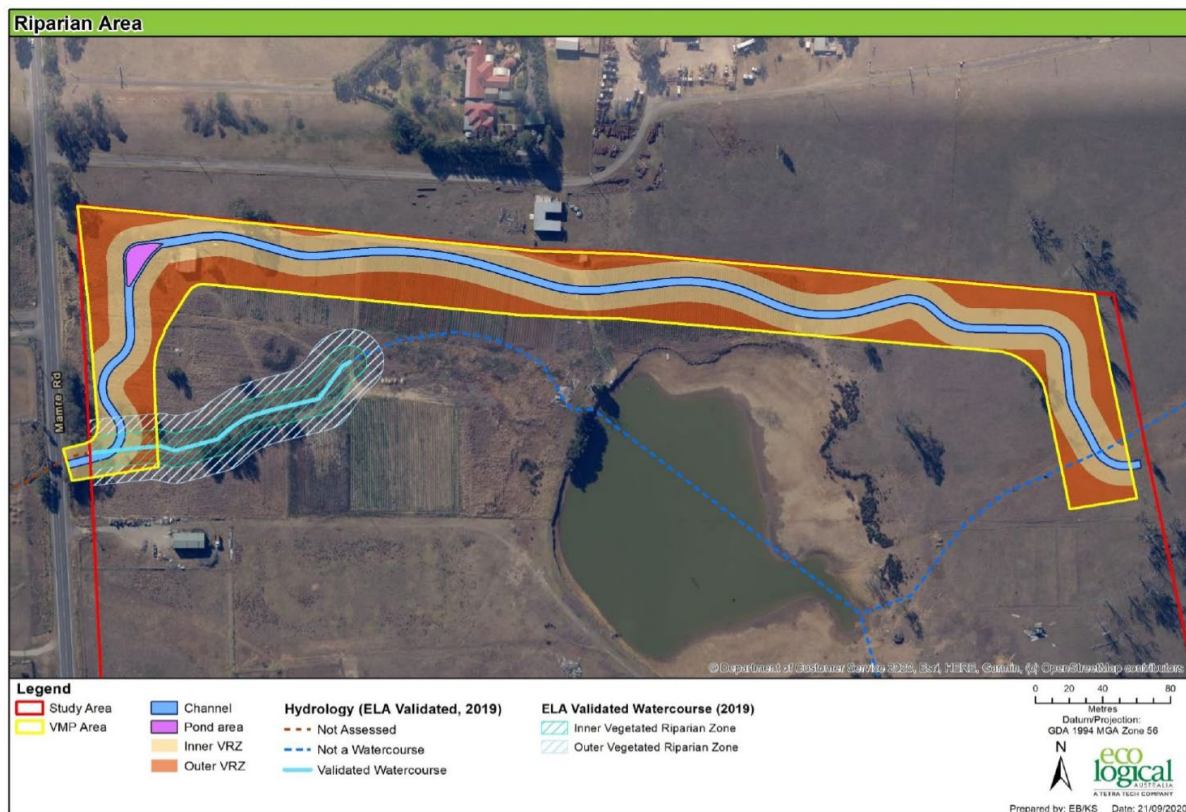 Riparian Area
Mamre Rd
© Department of Customer Service 2020, Esri, HERE, Garmin, (c) OpenStreetMap contributors
Legend
Study Area
VMP Area
Channel
Pond area
Inner VRZ
Outer VRZ
Hydrology (ELA Validated, 2019)
Not Assessed
Not a Watercourse
Validated Watercourse
ELA Validated Watercourse (2019)
Inner Vegetated Riparian Zone
Outer Vegetated Riparian Zone
0 20 40 80
Metres
Datum/Projection:
GDA 1994 MGA Zone 56
N
eco
logical
AUSTRALIA
A TETRA TECH COMPANY
Prepared by: EB/KS Date: 21/09/2020